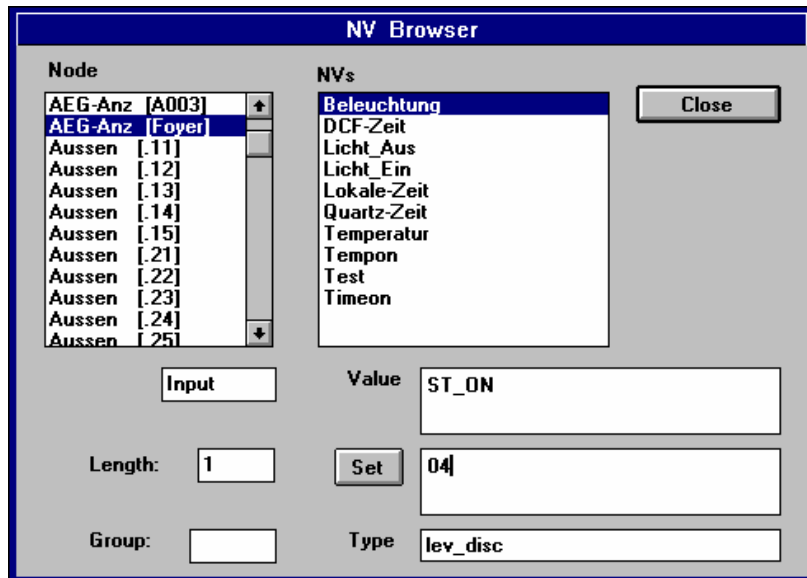 NV Browser
Node
AEG-Anz [A003]
AEG-Anz [Foyer]
Aussen [.11]
Aussen [.12]
Aussen [.13]
Aussen [.14]
Aussen [.15]
Aussen [.21]
Aussen [.22]
Aussen [.23]
Aussen [.24]
Aussen [.25]
NVs
Beleuchtung
DCF-Zeit
Licht_Aus
Licht_Ein
Lokale-Zeit
Quartz-Zeit
Temperatur
Tempon
Test
Timeon
Close
Input
Value ST_ON
Length: 1
Set 04
Group:
Type lev_disc